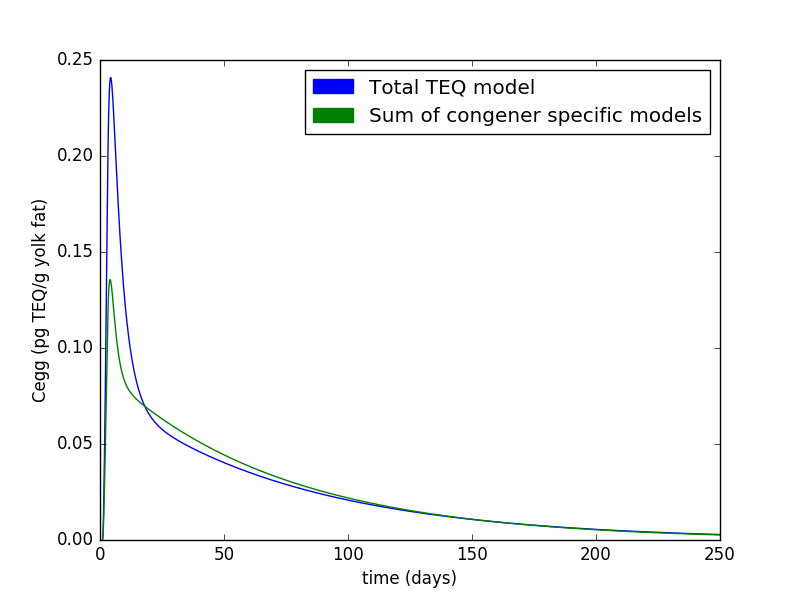 0.25
0.20
0.15
0.10
0.05
0.00
Cegg (pg TEQ/g yolk fat)
Total TEQ model
Sum of congener specific models
0 50 100 150 200 250
time (days)